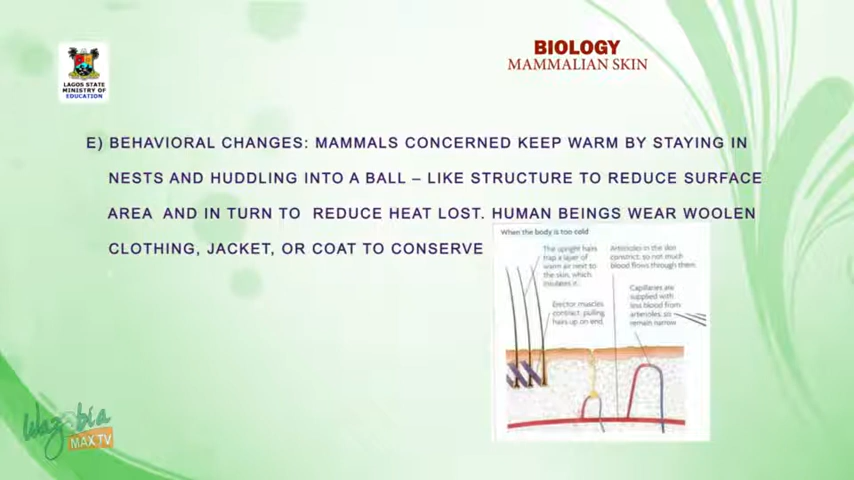 LAGOS STATE
MINISTRY OF
EDUCATION
BIOLOGY
MAMMALIAN SKIN
E) BEHAVIORAL CHANGES: MAMMALS CONCERNED KEEP WARM BY STAYING IN
NESTS AND HUDDLING INTO A BALL – LIKE STRUCTURE TO REDUCE SURFACE
AREA AND IN TURN TO REDUCE HEAT LOST. HUMAN BEINGS WEAR WOOLEN
CLOTHING, JACKET, OR COAT TO CONSERVE
When the body is too cold
The upright hairs
trap a layer of
warm air next to
the skin, which
insulates it.
Arterioles in the skin
constrict, so not much
blood flows through them.
Capillaries are
supplied with
less blood from
arterioles, so
remain narrow
Erector muscles
contract, pulling
hairs up on end.
Wazobia
MAX TV